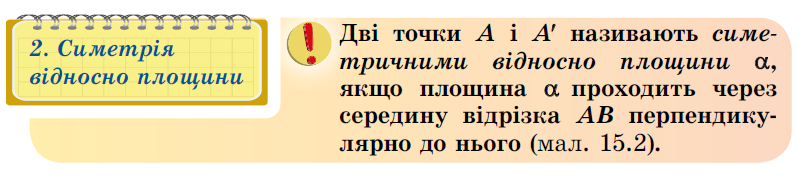 2. Симетрія
відносно площини
Дві точки A і A′ називають симе-
тричними відносно площини α,
якщо площина α проходить через
середину відрізка AB перпендику-
лярно до нього (мал. 15.2).